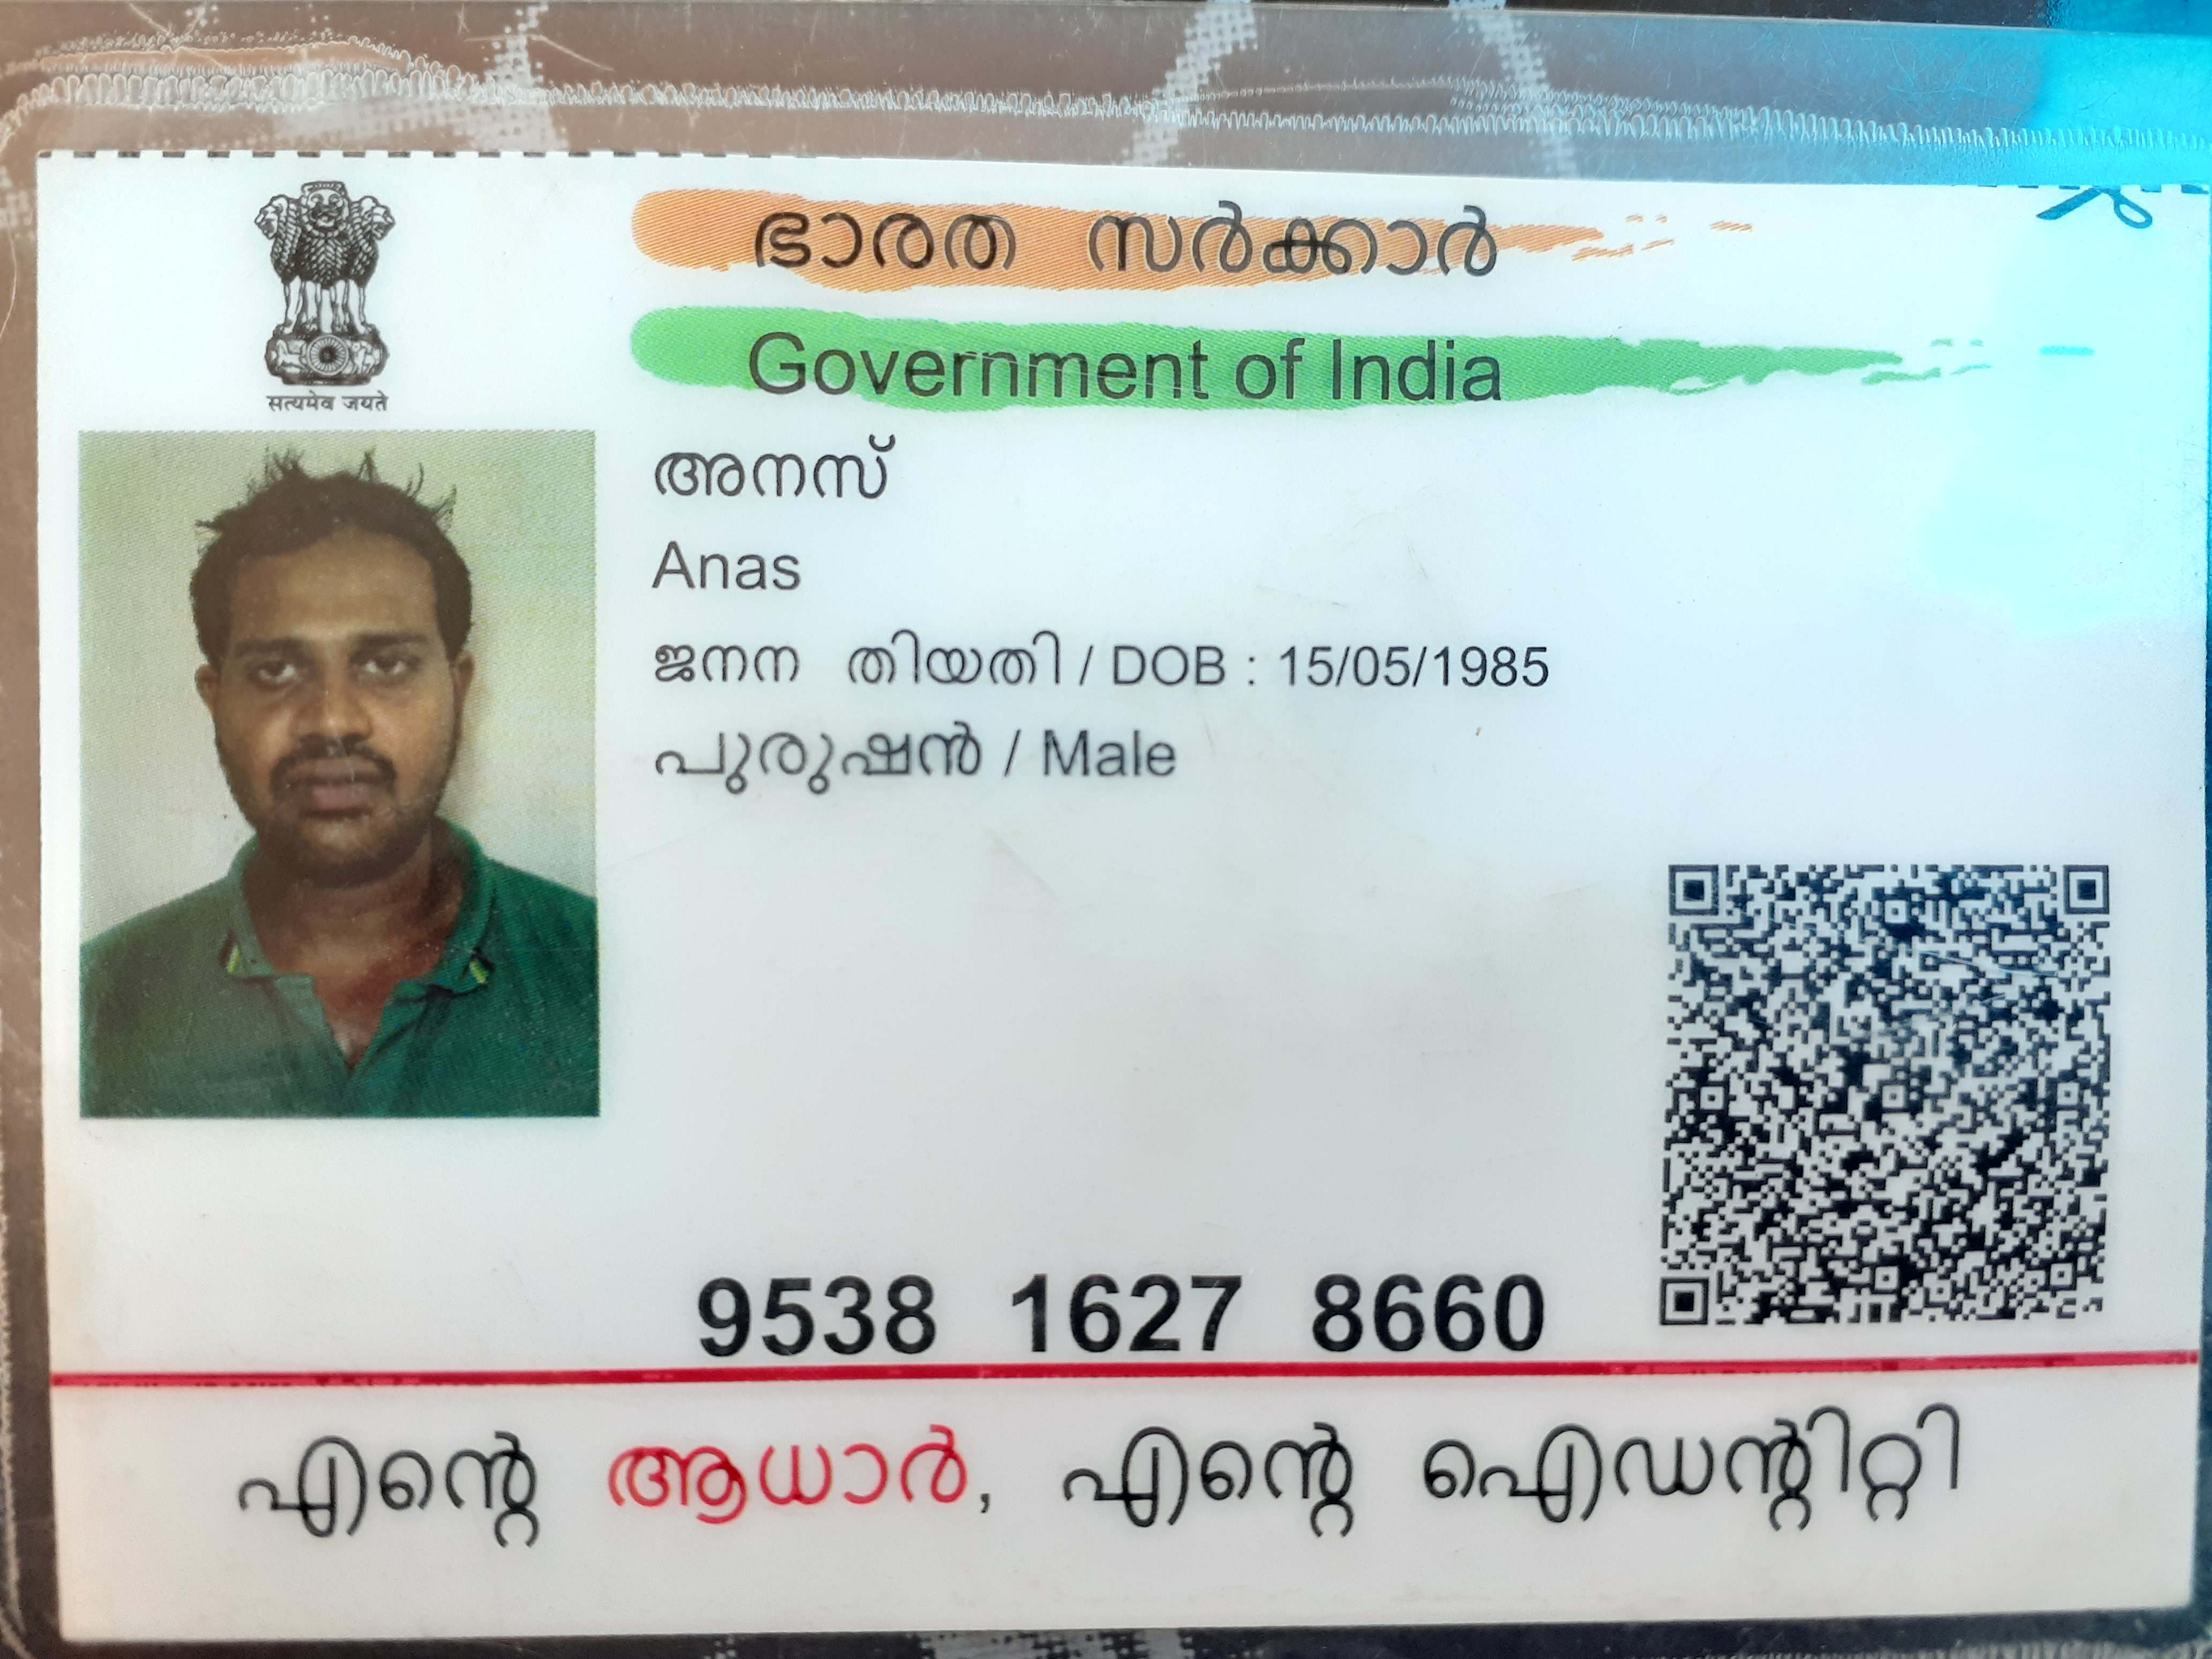 सत्यमेव जयते
ഭാരത സർക്കാർ
Government of India
അനസ്
Anas
ജനന തിയതി / DOB : 15/05/1985
പുരുഷൻ / Male
9538 1627 8660
എന്റെ ആധാർ, എന്റെ ഐഡന്റിറ്റി